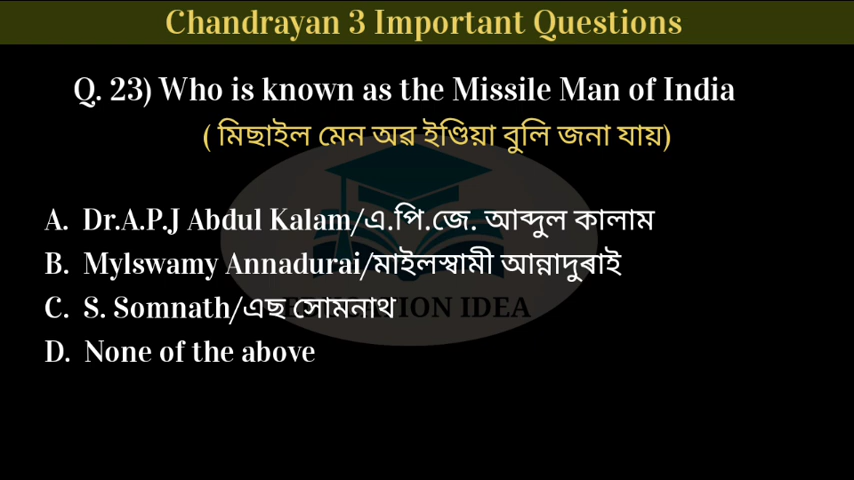 Chandrayan 3 Important Questions
Q. 23) Who is known as the Missile Man of India
( মিছাইল মেন অৱ ইণ্ডিয়া বুলি জনা যায়)
A. Dr.A.P.J Abdul Kalam/এ.পি.জে. আব্দুল কালাম
B. Mylswamy Annadurai/মাইলস্বামী আন্নাদুৰাই
C. S. Somnath/এছ সোমনাথ
D. None of the above